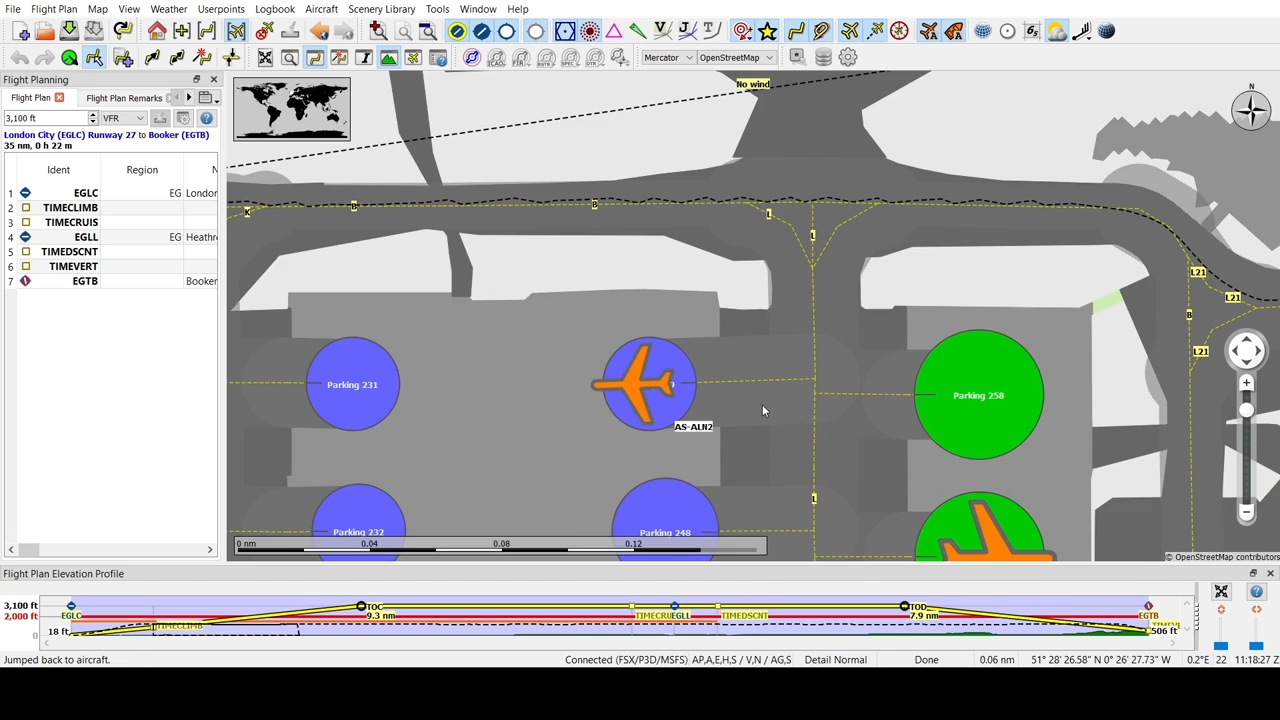 File Flight Plan Map View Weather Userpoints Logbook Aircraft Scenery Library Tools Window Help
Mercator OpenStreetMap
Flight Planning
Flight Plan Flight Plan Remarks
3,100 ft VFR
London City (EGLC) Runway 27 to Booker (EGTB)
35 nm, 0 h 22 m
Ident Region N
1 EGLC EG London
2 TIMECLIMB
3 TIMECRUIS
4 EGLL EG Heathr
5 TIMEDSCNT
6 TIMEVERT
7 EGTB Booker
No wind
N
K B B L L
L21
L21
B
L21
Parking 231
Parking 258
AS-ALN2
L
Parking 232
Parking 248
0 nm 0.04 0.08 0.12
© OpenStreetMap contributors
Flight Plan Elevation Profile
3,100 ft
2,000 ft
18 ft
0
EGLC
TIMECLIMB
TOC
9.3 nm
TIMECRU
EGLL
TIMEDSCNT
TOD
7.9 nm
EGTB
506 ft
Jumped back to aircraft. Connected (FSX/P3D/MSFS) AP,A,E,H,S / V,N / AG,S Detail Normal Done 0.06 nm 51° 28' 26.58" N 0° 26' 27.73" W 0.2°E 22 11:18:27 Z